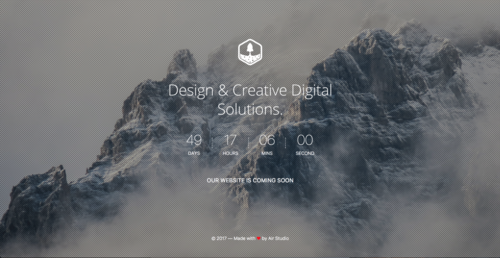 Design & Creative Digital
Solutions.
49 17 06 00
DAYS HOURS MINS SECOND
OUR WEBSITE IS COMING SOON
© 2017 — Made with ❤ by Air Studio